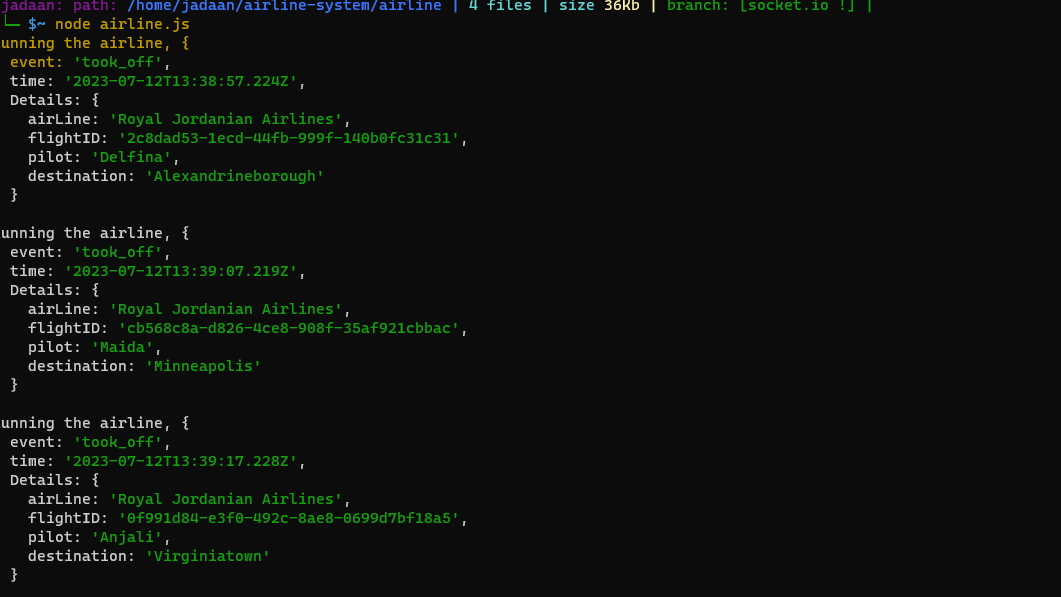 jadaan: path: /home/jadaan/airline-system/airline | 4 files | size 36Kb | branch: [socket.io !] |
└─ $~ node airline.js
unning the airline, {
event: 'took_off',
time: '2023-07-12T13:38:57.224Z',
Details: {
airLine: 'Royal Jordanian Airlines',
flightID: '2c8dad53-1ecd-44fb-999f-140b0fc31c31',
pilot: 'Delfina',
destination: 'Alexandrineborough'
}
unning the airline, {
event: 'took_off',
time: '2023-07-12T13:39:07.219Z',
Details: {
airLine: 'Royal Jordanian Airlines',
flightID: 'cb568c8a-d826-4ce8-908f-35af921cbbac',
pilot: 'Maida',
destination: 'Minneapolis'
}
unning the airline, {
event: 'took_off',
time: '2023-07-12T13:39:17.228Z',
Details: {
airLine: 'Royal Jordanian Airlines',
flightID: '0f991d84-e3f0-492c-8ae8-0699d7bf18a5',
pilot: 'Anjali',
destination: 'Virginiatown'
}